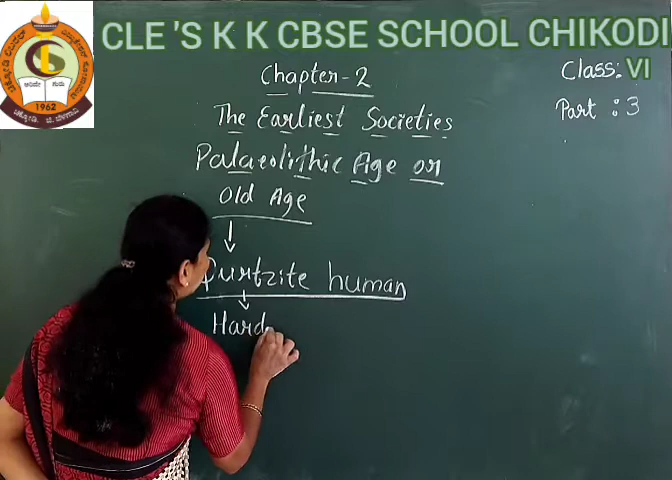 CLE 'S K K CBSE SCHOOL CHIKODI
1962
Chapter-2
Class: VI
Part : 3
The Earliest Societies
Palaeolithic Age or
Old Age
Qurtzite human
Hard